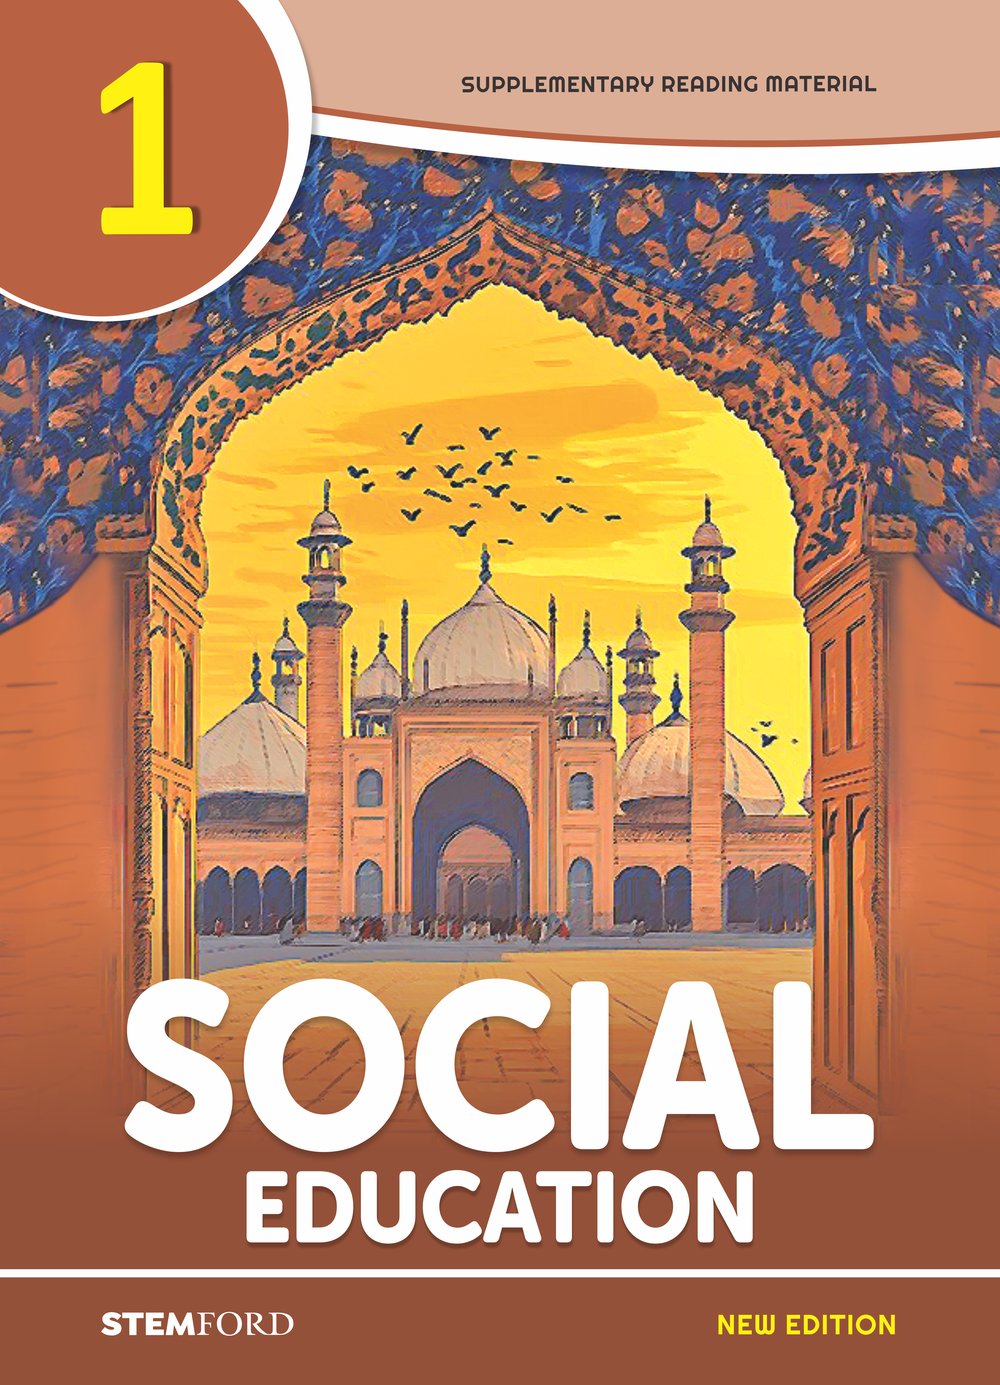 1
SUPPLEMENTARY READING MATERIAL
SOCIAL
EDUCATION
STEMFORD
NEW EDITION